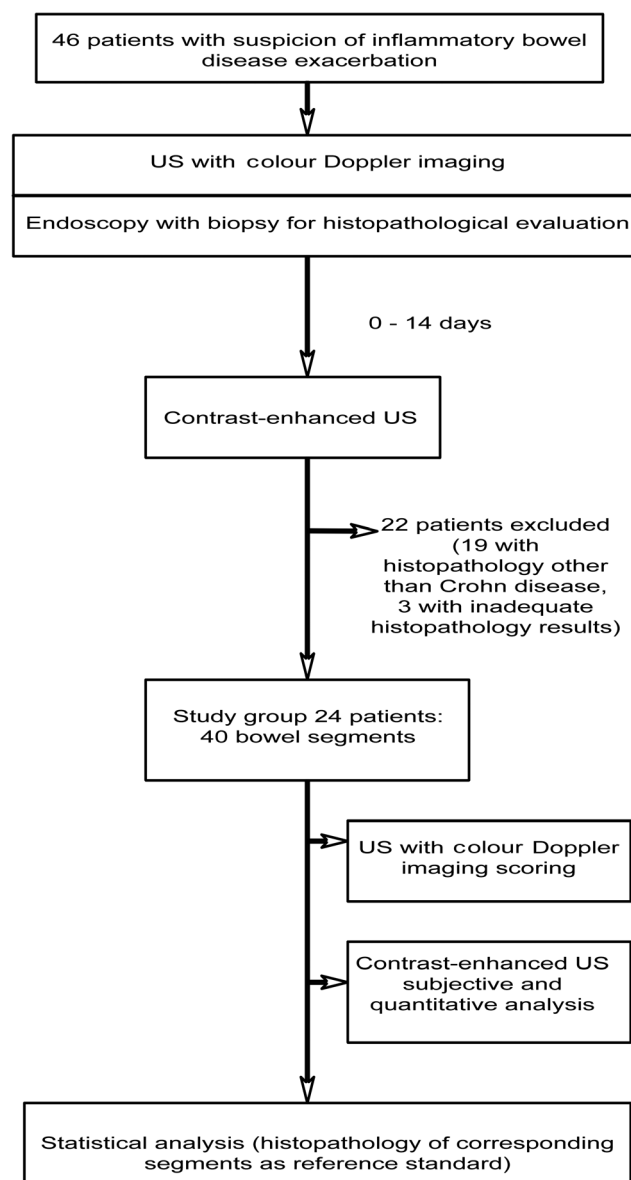 46 patients with suspicion of inflammatory bowel
disease exacerbation
US with colour Doppler imaging
Endoscopy with biopsy for histopathological evaluation
0 - 14 days
Contrast-enhanced US
22 patients excluded
(19 with
histopathology other
than Crohn disease,
3 with inadequate
histopathology results)
Study group 24 patients:
40 bowel segments
US with colour Doppler
imaging scoring
Contrast-enhanced US
subjective and
quantitative analysis
Statistical analysis (histopathology of corresponding
segments as reference standard)